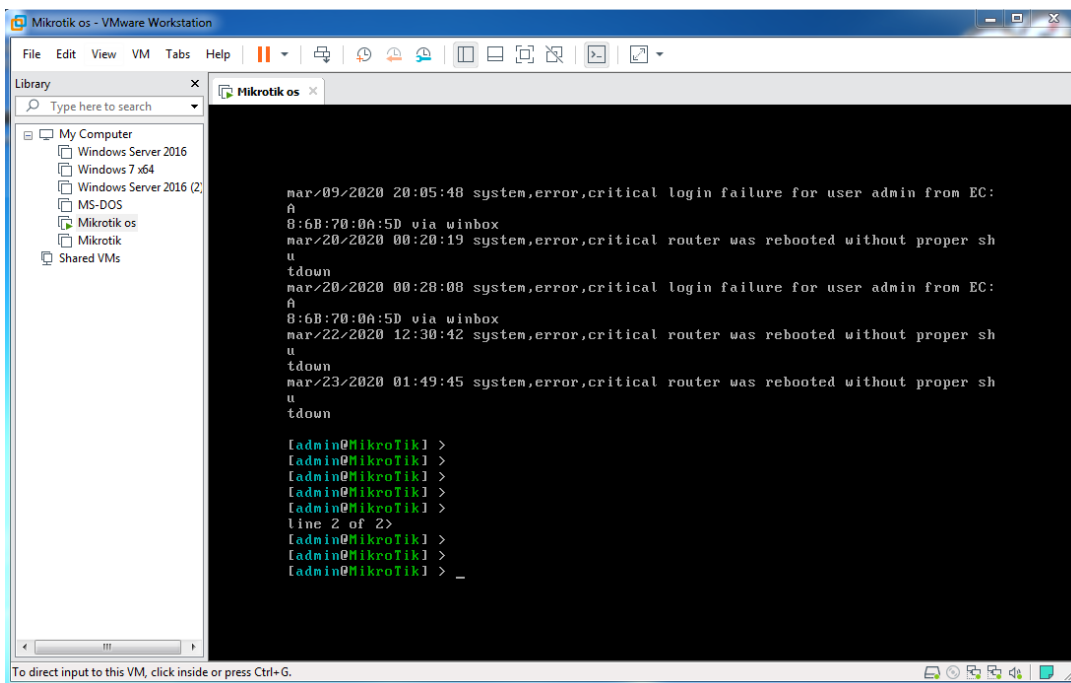 Mikrotik os - VMware Workstation
File Edit View VM Tabs Help
Library
Type here to search
My Computer
Windows Server 2016
Windows 7 x64
Windows Server 2016 (2)
MS-DOS
Mikrotik os
Mikrotik
Shared VMs
Mikrotik os
mar/09/2020 20:05:48 system,error,critical login failure for user admin from EC:
A
8:6B:70:0A:5D via winbox
mar/20/2020 00:20:19 system,error,critical router was rebooted without proper sh
u
tdown
mar/20/2020 00:28:08 system,error,critical login failure for user admin from EC:
A
8:6B:70:0A:5D via winbox
mar/22/2020 12:30:42 system,error,critical router was rebooted without proper sh
u
tdown
mar/23/2020 01:49:45 system,error,critical router was rebooted without proper sh
u
tdown
[admin@MikroTik] >
[admin@MikroTik] >
[admin@MikroTik] >
[admin@MikroTik] >
[admin@MikroTik] >
line 2 of 2>
[admin@MikroTik] >
[admin@MikroTik] >
[admin@MikroTik] > _
To direct input to this VM, click inside or press Ctrl+G.